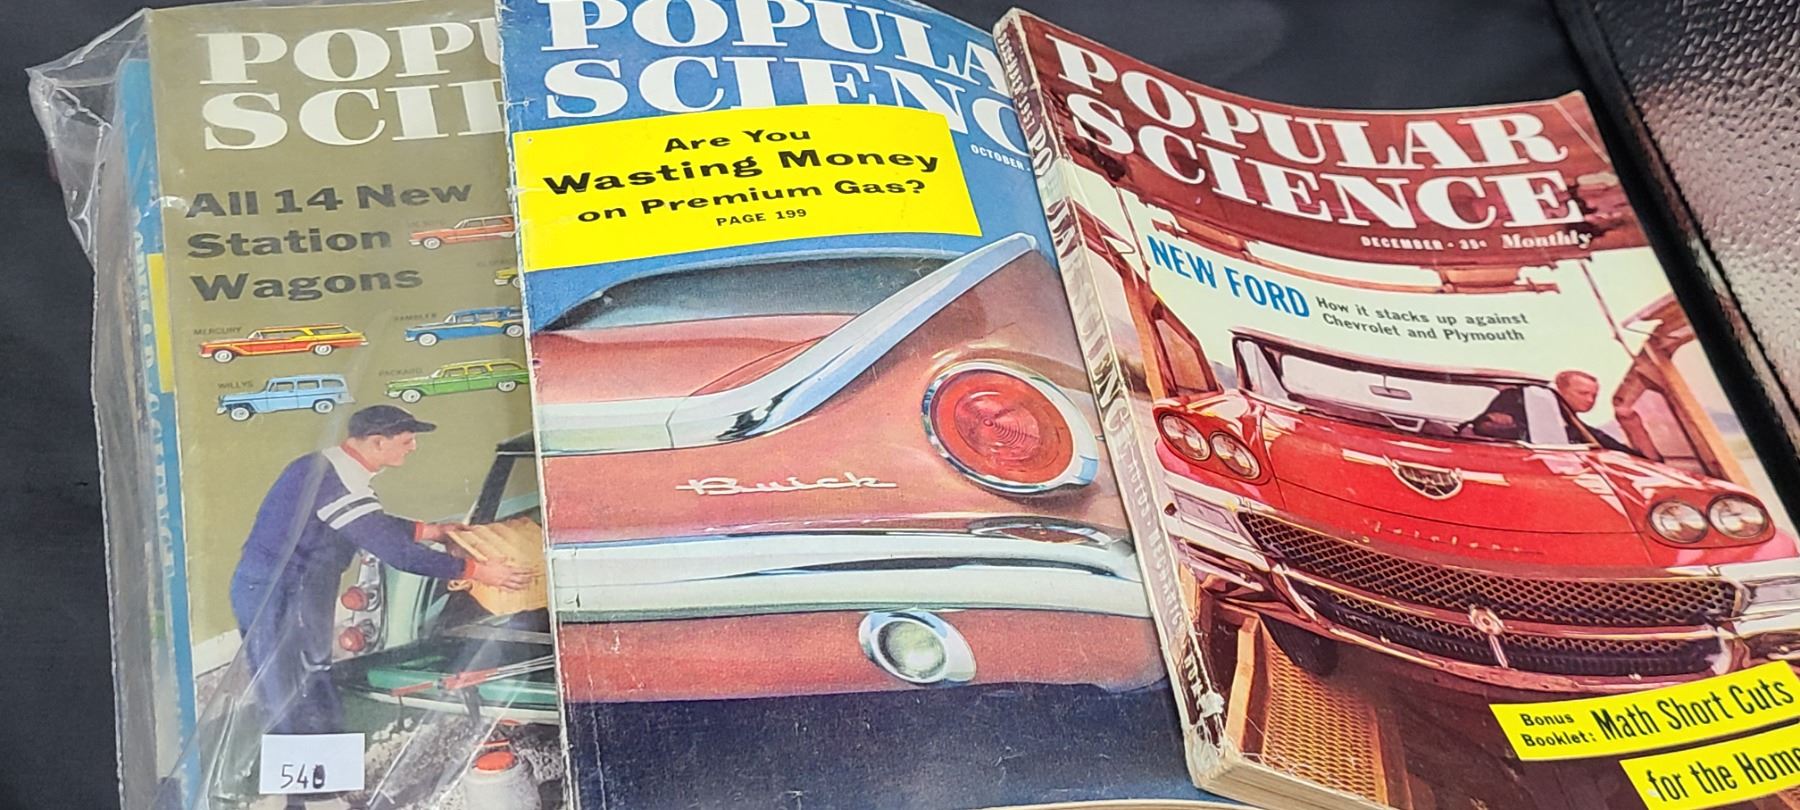 POPU
SCIE
All 14 New
Station
Wagons
MERCURY
RAMBLER
WILLYS
PACKARD
540
POPULA
SCIENC
OCTOBER
Are You
Wasting Money
on Premium Gas?
PAGE 199
Buick
POPULAR
SCIENCE
DECEMBER · 35¢ Monthly
NEW FORD
How it stacks up against
Chevrolet and Plymouth
Bonus
Booklet: Math Short Cuts
for the Home